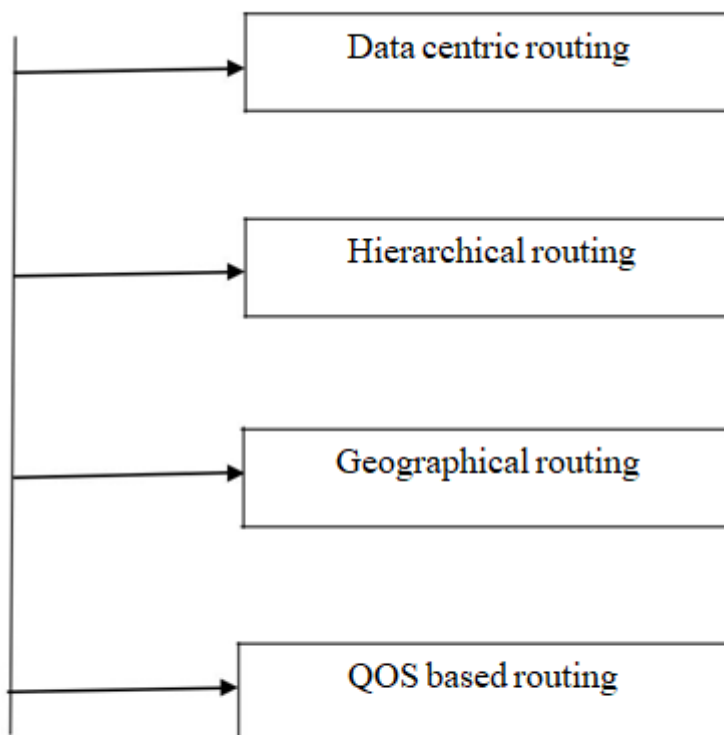 Data centric routing
Hierarchical routing
Geographical routing
QOS based routing